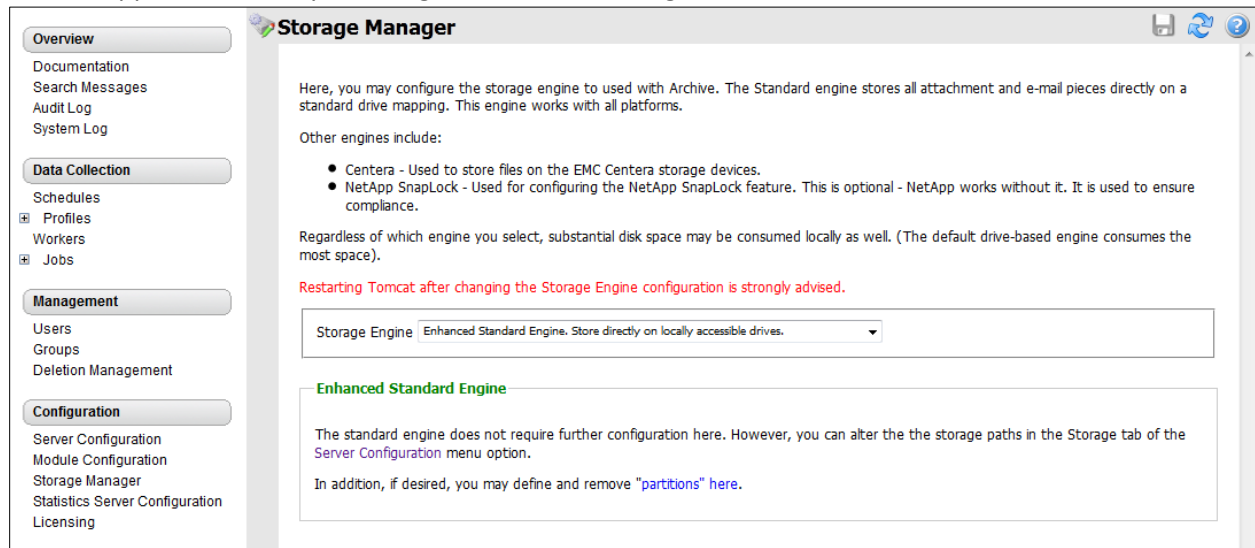 Storage Manager
Overview
Documentation
Search Messages
Audit Log
System Log
Data Collection
Schedules
Profiles
Workers
Jobs
Management
Users
Groups
Deletion Management
Configuration
Server Configuration
Module Configuration
Storage Manager
Statistics Server Configuration
Licensing
Here, you may configure the storage engine to used with Archive. The Standard engine stores all attachment and e-mail pieces directly on a
standard drive mapping. This engine works with all platforms.
Other engines include:
Centera - Used to store files on the EMC Centera storage devices.
NetApp SnapLock - Used for configuring the NetApp SnapLock feature. This is optional - NetApp works without it. It is used to ensure
compliance.
Regardless of which engine you select, substantial disk space may be consumed locally as well. (The default drive-based engine consumes the
most space).
Restarting Tomcat after changing the Storage Engine configuration is strongly advised.
Storage Engine Enhanced Standard Engine. Store directly on locally accessible drives.
Enhanced Standard Engine
The standard engine does not require further configuration here. However, you can alter the the storage paths in the Storage tab of the
Server Configuration menu option.
In addition, if desired, you may define and remove "partitions" here.